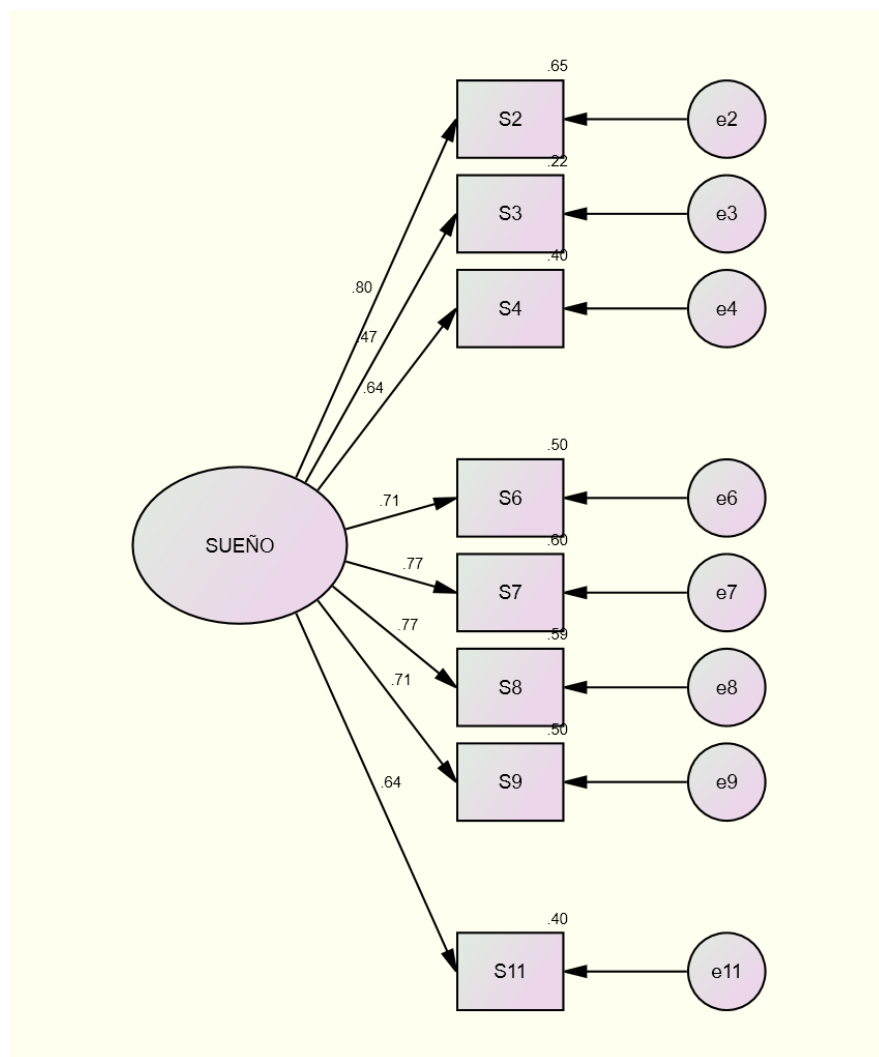 .65
S2
e2
.22
S3
e3
.40
S4
e4
.80
.47
.64
.50
S6
e6
.71
SUEÑO
.60
S7
e7
.77
.59
S8
e8
.77
.50
S9
e9
.71
.64
.40
S11
e11